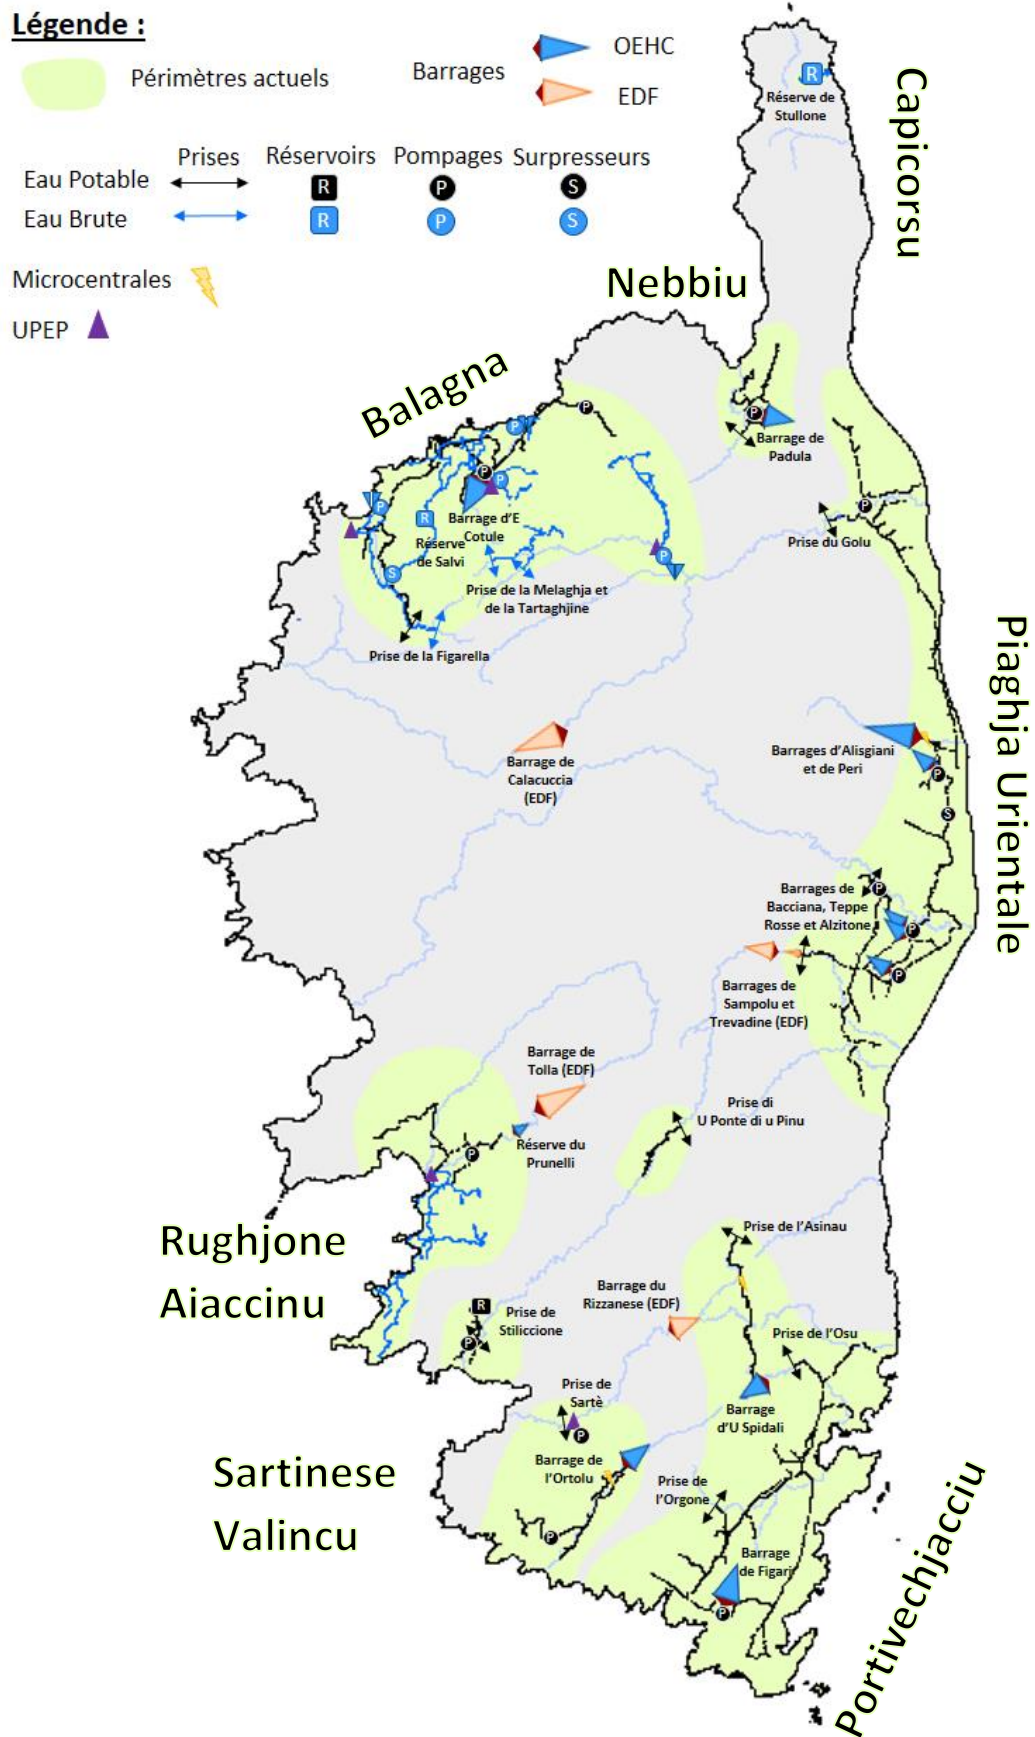 Légende :
Périmètres actuels
Barrages
OEHC
EDF
Prises Réservoirs Pompages Surpresseurs
Eau Potable R P S
Eau Brute R P S
Microcentrales
UPEP
Capicorsu
R
Réserve de
Stullone
Nebbiu
Balagna
P
P
Barrage de
Padula
P
P
P
P
R
Barrage d'E
Cotule
Réserve
de Salvi
P
S
P
Prise de la Melaghja et
de la Tartaghjine
Prise de la Figarella
P
Prise du Golu
Piaghja Urientale
Barrage de
Calacuccia
(EDF)
Barrages d'Alisgiani
et de Peri
P
S
Barrages de
Bacciana, Teppe
Rosse et Alzitone
P
P
P
Barrages de
Sampolu et
Trevadine (EDF)
Barrage de
Tolla (EDF)
Prise di
U Ponte di u Pinu
P
Réserve du
Prunelli
Rughjone
Aiaccinu
Prise de l'Asinau
Barrage du
Rizzanese (EDF)
R
P
Prise de
Stiliccione
Prise de l'Osu
Prise de
Sartè
P
Barrage
d'U Spidali
Barrage de
l'Ortolu
Prise de
l'Orgone
Sartinese
Valincu
P
Barrage
de Figari
P
Portivechjacciu